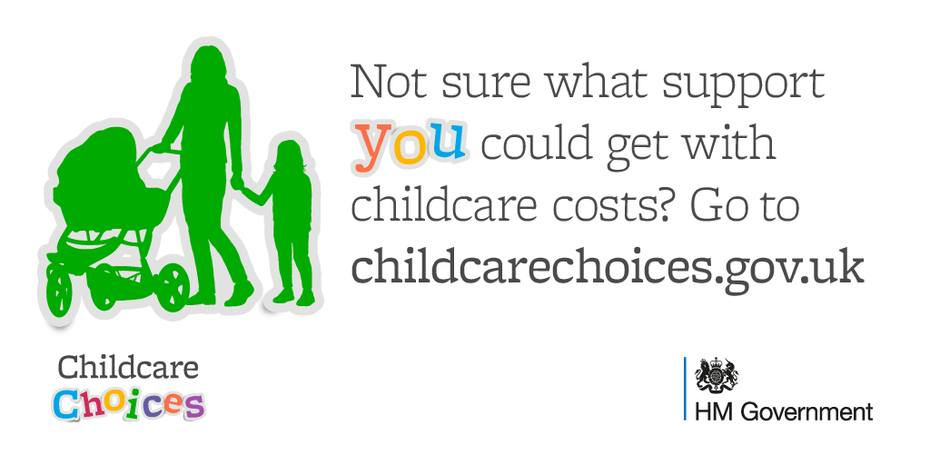 Not sure what support
you could get with
childcare costs? Go to
childcarechoices.gov.uk
Childcare
Choices
HM Government